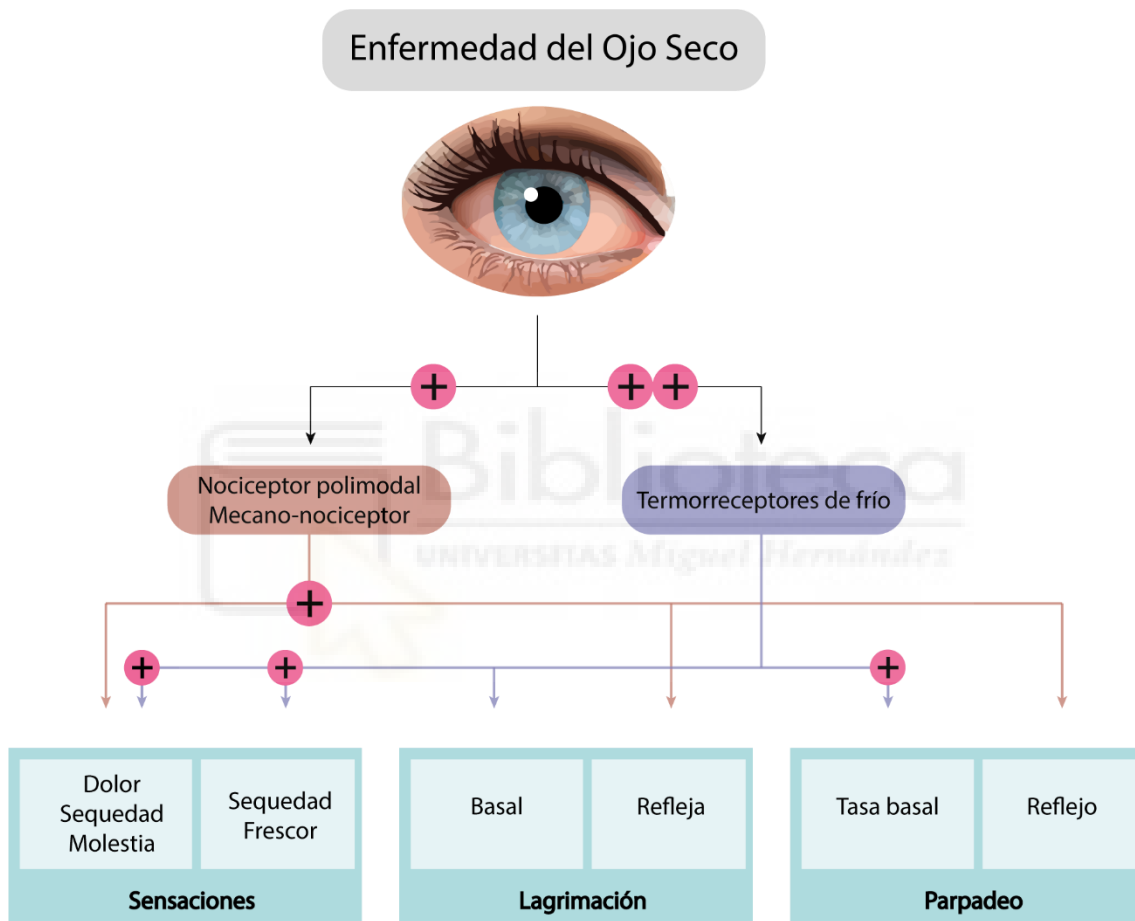 Enfermedad del Ojo Seco
+
+
+
Biblioteca
UNIVERSITAS Miguel Hernández
Nociceptor polimodal
Mecano-nociceptor
Termorreceptores de frío
+
+
+
+
Dolor
Sequedad
Molestia
Sequedad
Frescor
Sensaciones
Basal
Refleja
Lagrimación
Tasa basal
Reflejo
Parpadeo